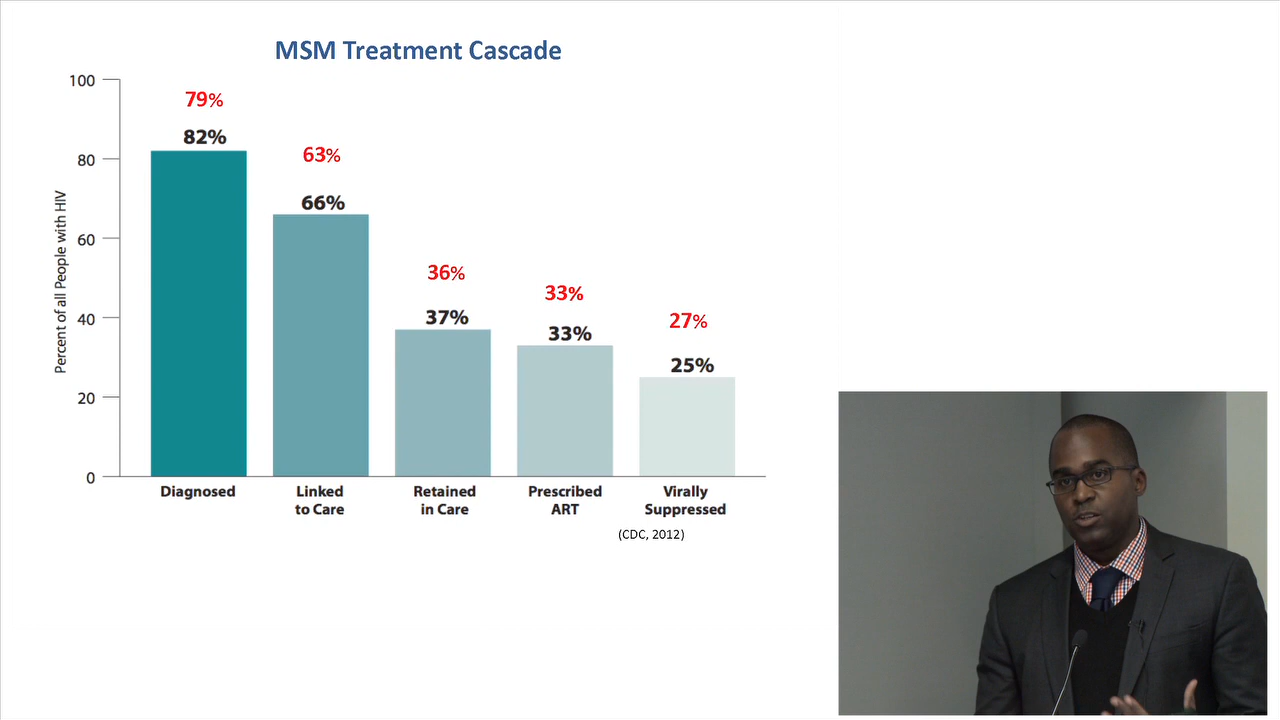 MSM Treatment Cascade
Percent of all People with HIV
100
80
60
40
20
0
79%
82%
63%
66%
36%
37%
33%
33%
27%
25%
Diagnosed
Linked
to Care
Retained
in Care
Prescribed
ART
Virally
Suppressed
(CDC, 2012)